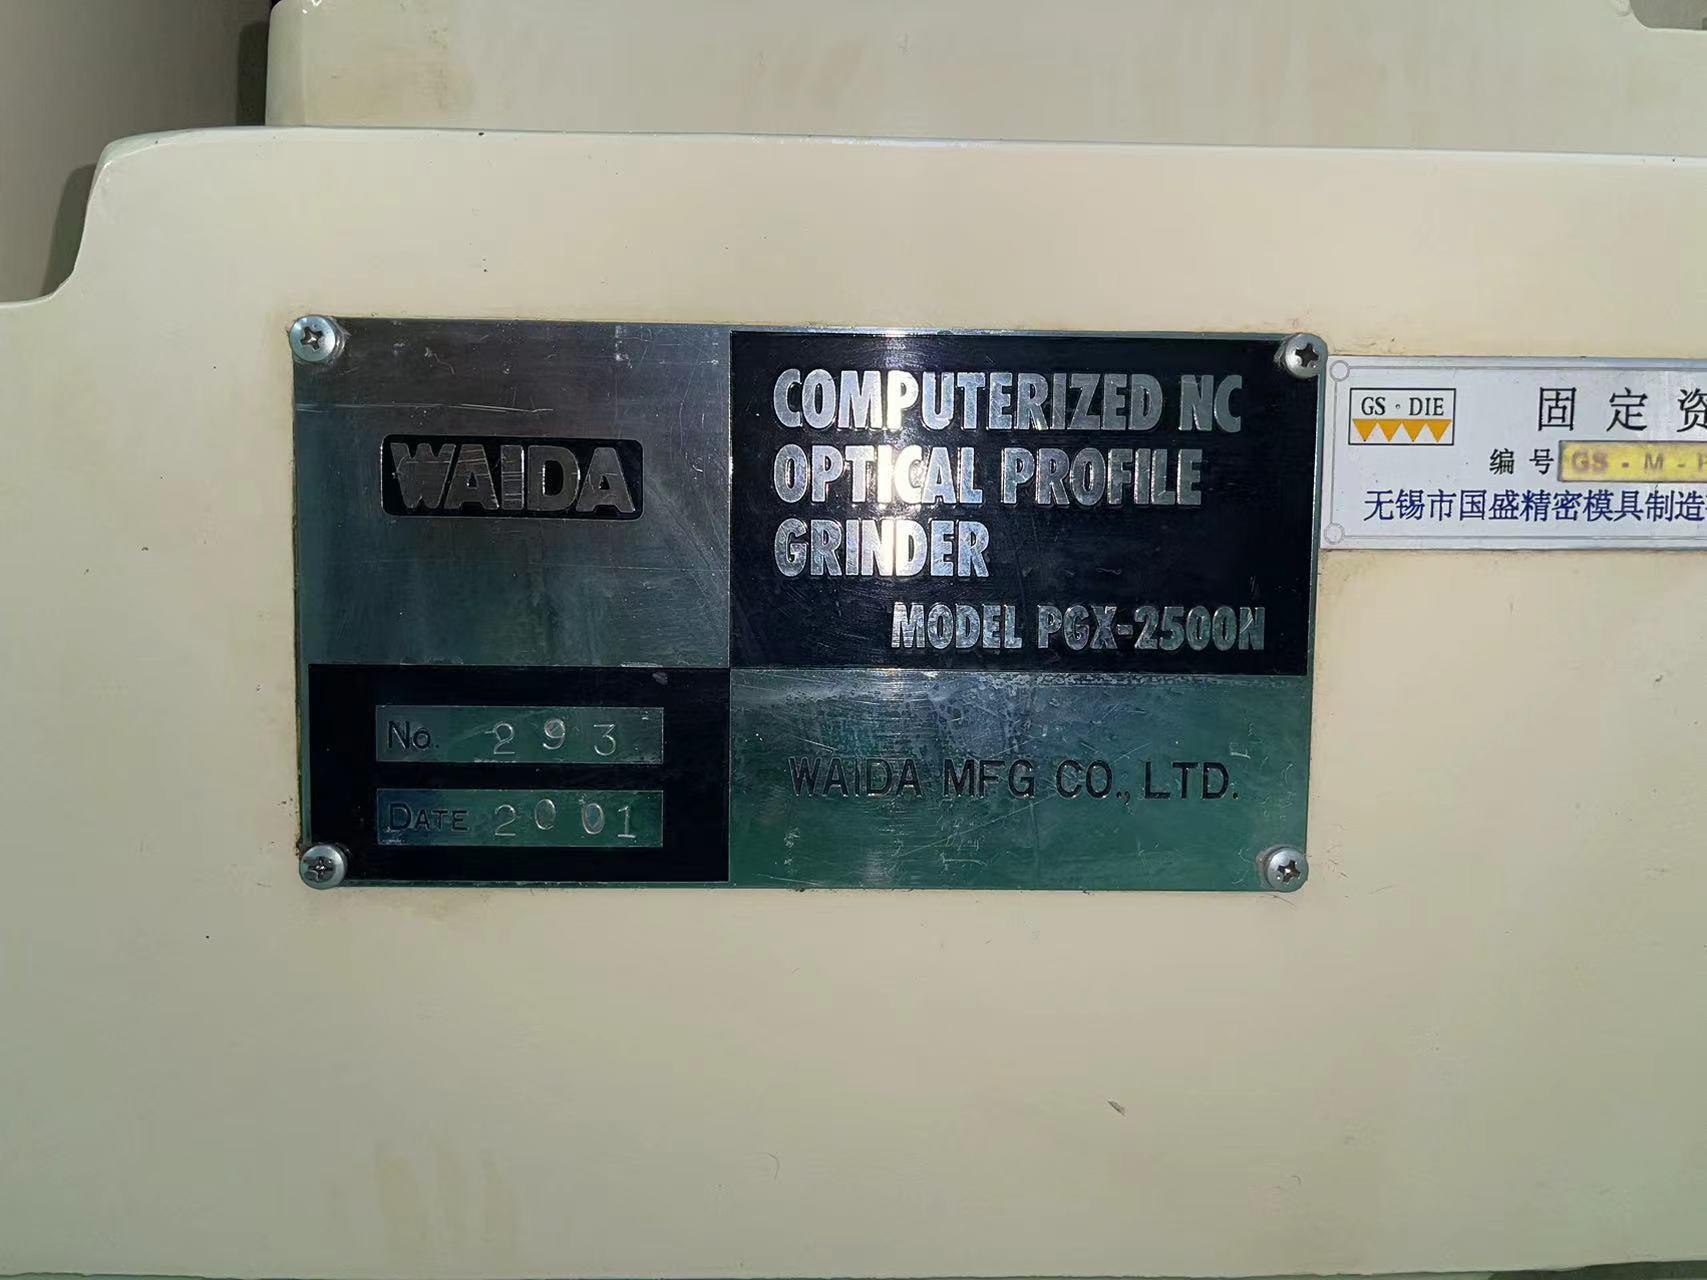 WAIDA
COMPUTERIZED NC
OPTICAL PROFILE
GRINDER
MODEL PGX-2500N
No. 293
DATE 2001
WAIDA MFG CO., LTD.
GS · DIE
固定资
编号 GS - M -
无锡市国盛精密模具制造